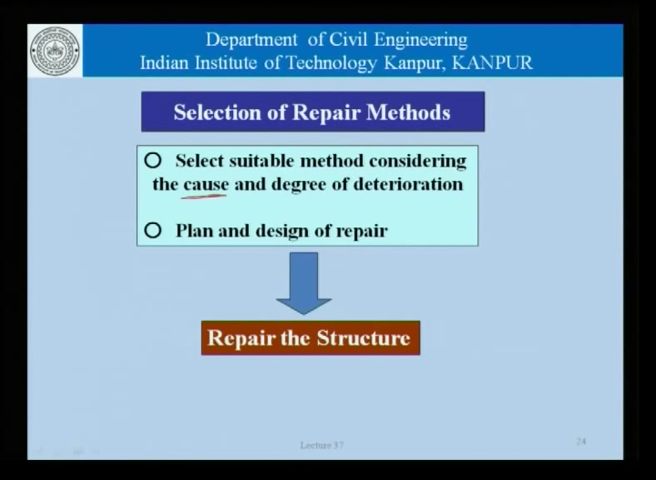 Department of Civil Engineering
Indian Institute of Technology Kanpur, KANPUR
Selection of Repair Methods
Select suitable method considering
the cause and degree of deterioration
Plan and design of repair
Repair the Structure
Lecture 37
24